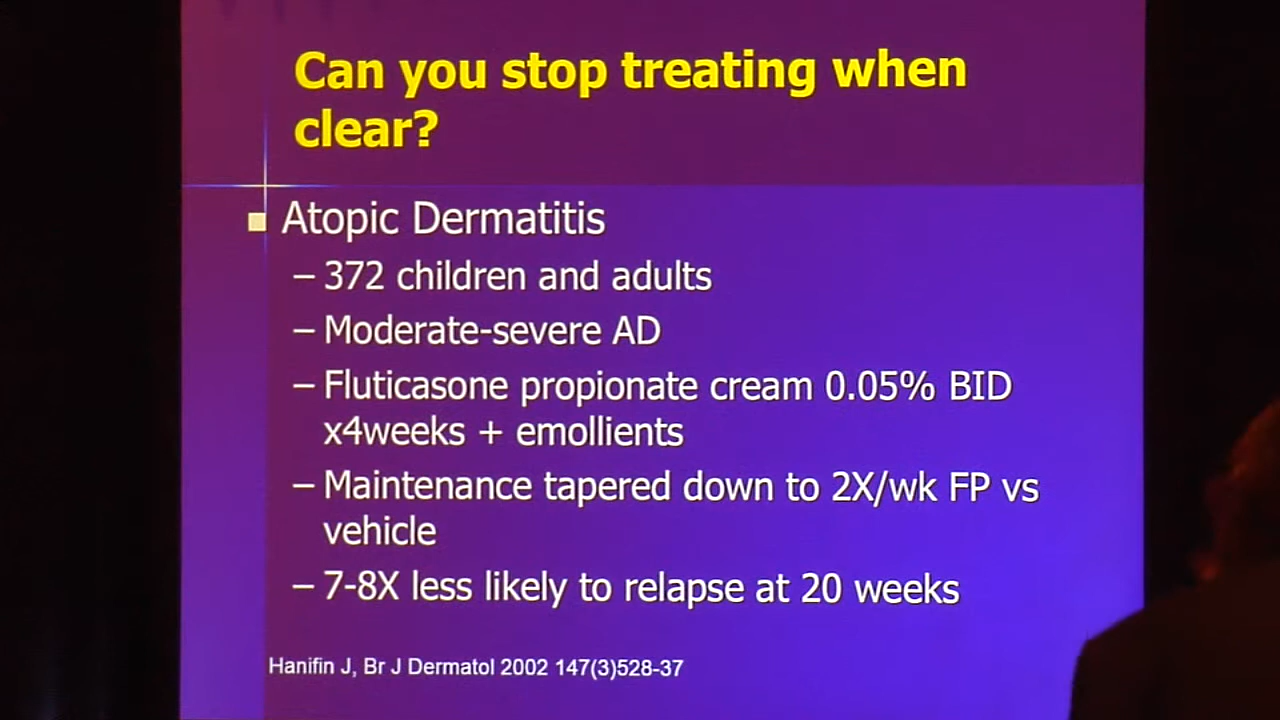 Can you stop treating when
clear?
Atopic Dermatitis
– 372 children and adults
– Moderate-severe AD
– Fluticasone propionate cream 0.05% BID
x4weeks + emollients
– Maintenance tapered down to 2X/wk FP vs
vehicle
– 7-8X less likely to relapse at 20 weeks
Hanifin J, Br J Dermatol 2002 147(3)528-37